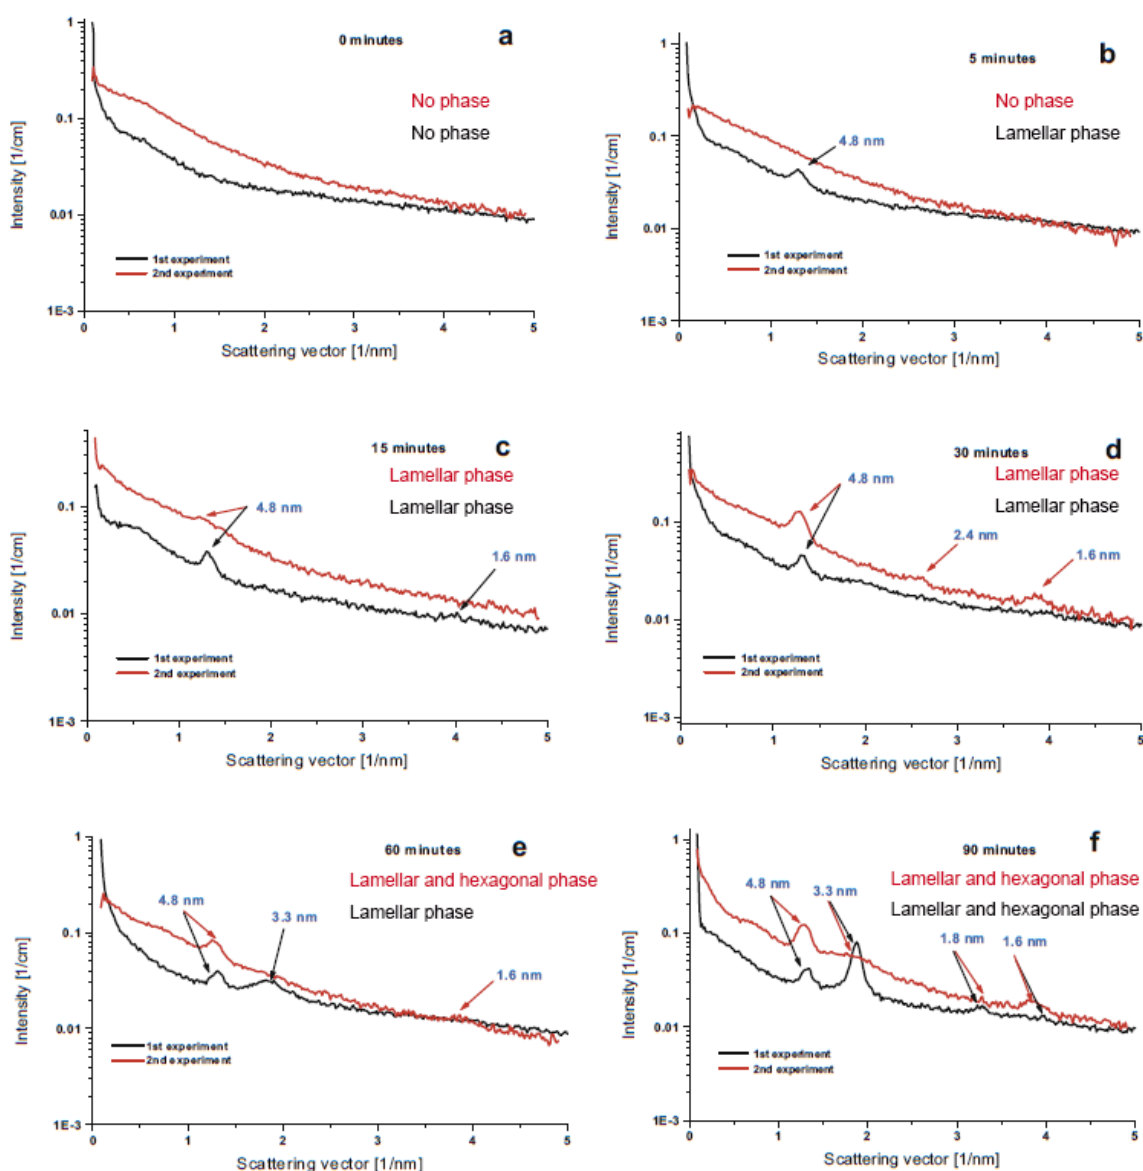 a
0 minutes
No phase
No phase
Intensity [1/cm]
1
0.1
0.01
1E-3
1st experiment
2nd experiment
0 1 2 3 4 5
Scattering vector [1/nm]
b
5 minutes
No phase
Lamellar phase
4.8 nm
Intensity [1/cm]
1
0.1
0.01
1E-3
1st experiment
2nd experiment
0 1 2 3 4 5
Scattering vector [1/nm]
c
15 minutes
Lamellar phase
Lamellar phase
4.8 nm
1.6 nm
Intensity [1/cm]
0.1
0.01
1E-3
1st experiment
2nd experiment
0 1 2 3 4 5
Scattering vector [1/nm]
d
30 minutes
Lamellar phase
Lamellar phase
4.8 nm
2.4 nm
1.6 nm
Intensity [1/cm]
0.1
0.01
1E-3
1st experiment
2nd experiment
0 1 2 3 4 5
Scattering vector [1/nm]
e
60 minutes
Lamellar and hexagonal phase
Lamellar phase
4.8 nm
3.3 nm
1.6 nm
Intensity [1/cm]
1
0.1
0.01
1E-3
1st experiment
2nd experiment
0 1 2 3 4 5
Scattering vector [1/nm]
f
90 minutes
Lamellar and hexagonal phase
Lamellar and hexagonal phase
4.8 nm
3.3 nm
1.8 nm
1.6 nm
Intensity [1/cm]
1
0.1
0.01
1E-3
1st experiment
2nd experiment
0 1 2 3 4 5
Scattering vector [1/nm]